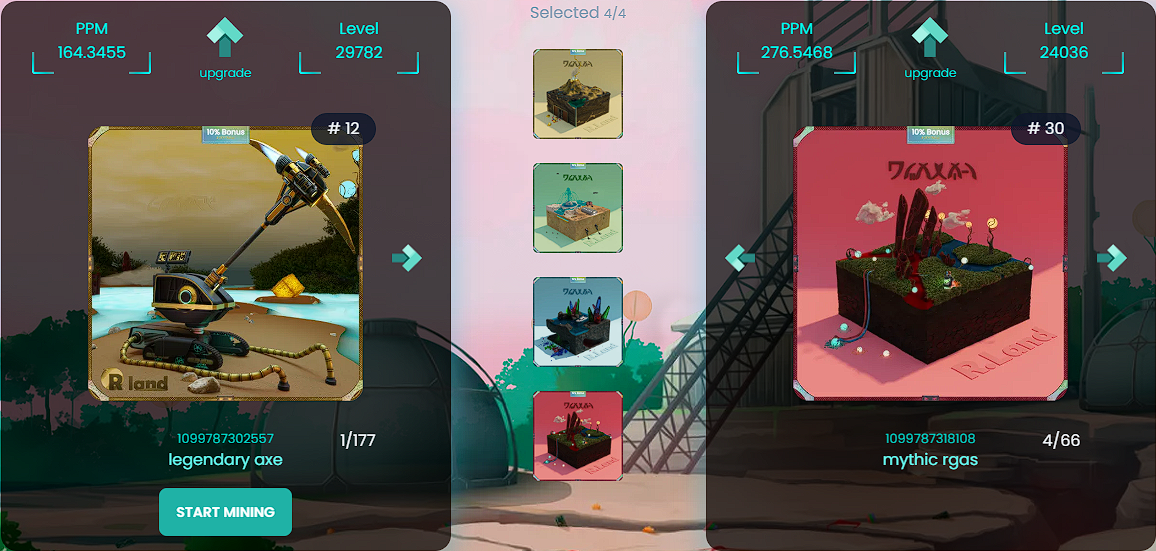 PPM
164.3455
upgrade
Level
29782
10% Bonus
# 12
R land
1099787302557
legendary axe
1/177
START MINING
Selected 4/4
PPM
276.5468
upgrade
Level
24036
10% Bonus
# 30
R.Land
1099787318108
mythic rgas
4/66